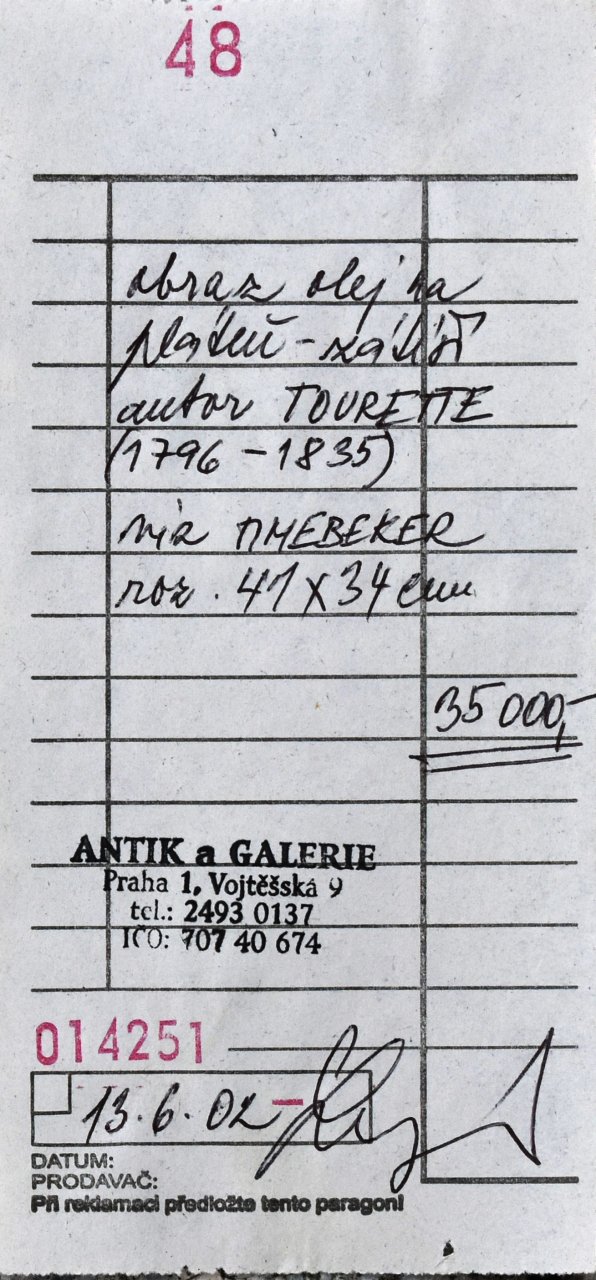 48
obraz olej na
plátně - zátiší
autor TOURETTE
(1796 - 1835)
roz. 41 x 34 cm
35 000,-
ANTIK a GALERIE
Praha 1, Vojtěšská 9
tel.: 2493 0137
IČO: 707 40 674
014251
13.6.02 -
DATUM:
PRODAVAČ:
Při reklamaci předložte tento paragon!